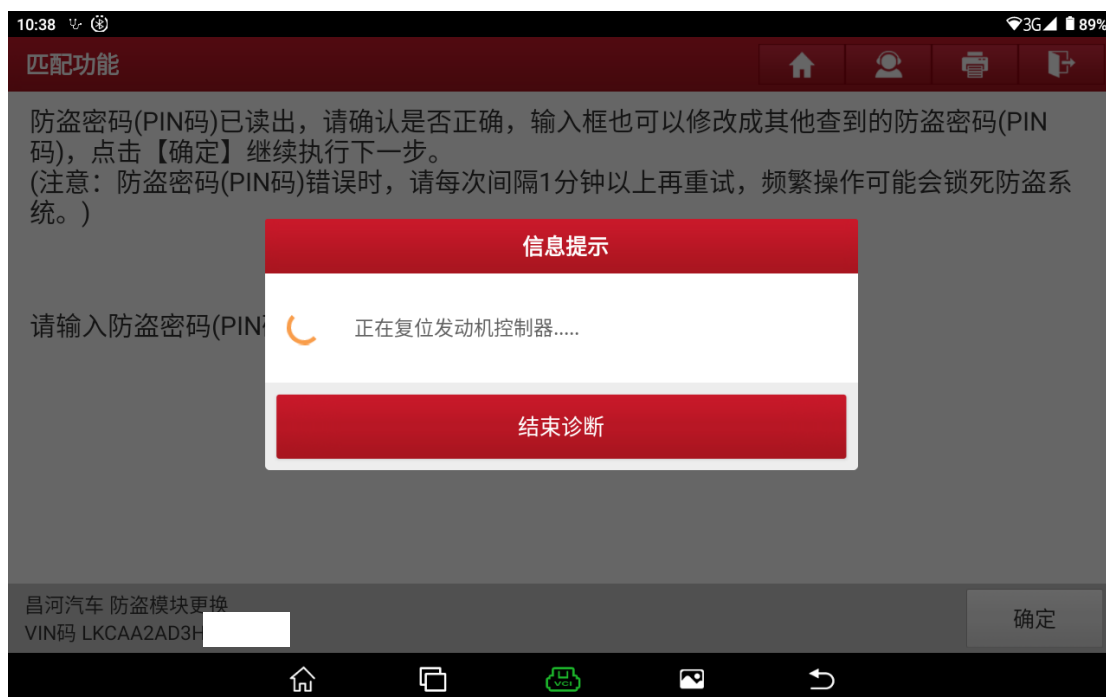 10:38 3G 89%
匹配功能
防盗密码(PIN码)已读出，请确认是否正确，输入框也可以修改成其他查到的防盗密码(PIN
码)，点击【确定】继续执行下一步。
(注意：防盗密码(PIN码)错误时，请每次间隔1分钟以上再重试，频繁操作可能会锁死防盗系
统。)
信息提示
请输入防盗密码(PIN
正在复位发动机控制器.....
结束诊断
昌河汽车 防盗模块更换
VIN码 LKCAA2AD3H
确定
VCI